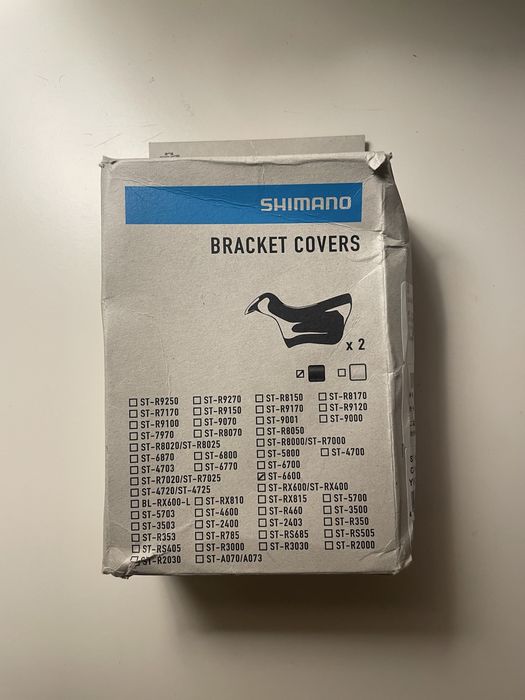 SHIMANO
BRACKET COVERS
x 2
ST-R9250 ST-R9270 ST-R8150 ST-R8170
ST-R7170 ST-R9150 ST-R9170 ST-R9120
ST-R9100 ST-9070 ST-9001 ST-9000
ST-7970 ST-R8070 ST-R8050
ST-R8020/ST-R8025 ST-R8000/ST-R7000
ST-6870 ST-6800 ST-5800 ST-4700
ST-4703 ST-6770 ST-6700
ST-R7020/ST-R7025 ST-6600
ST-4720/ST-4725 ST-RX600/ST-RX400
BL-RX600-L ST-RX810 ST-RX815 ST-5700
ST-5703 ST-4600 ST-R460 ST-3500
ST-3503 ST-2400 ST-2403 ST-R350
ST-R353 ST-R785 ST-RS685 ST-RS505
ST-RS405 ST-R3000 ST-R3030 ST-R2000
ST-R2030 ST-A070/A073